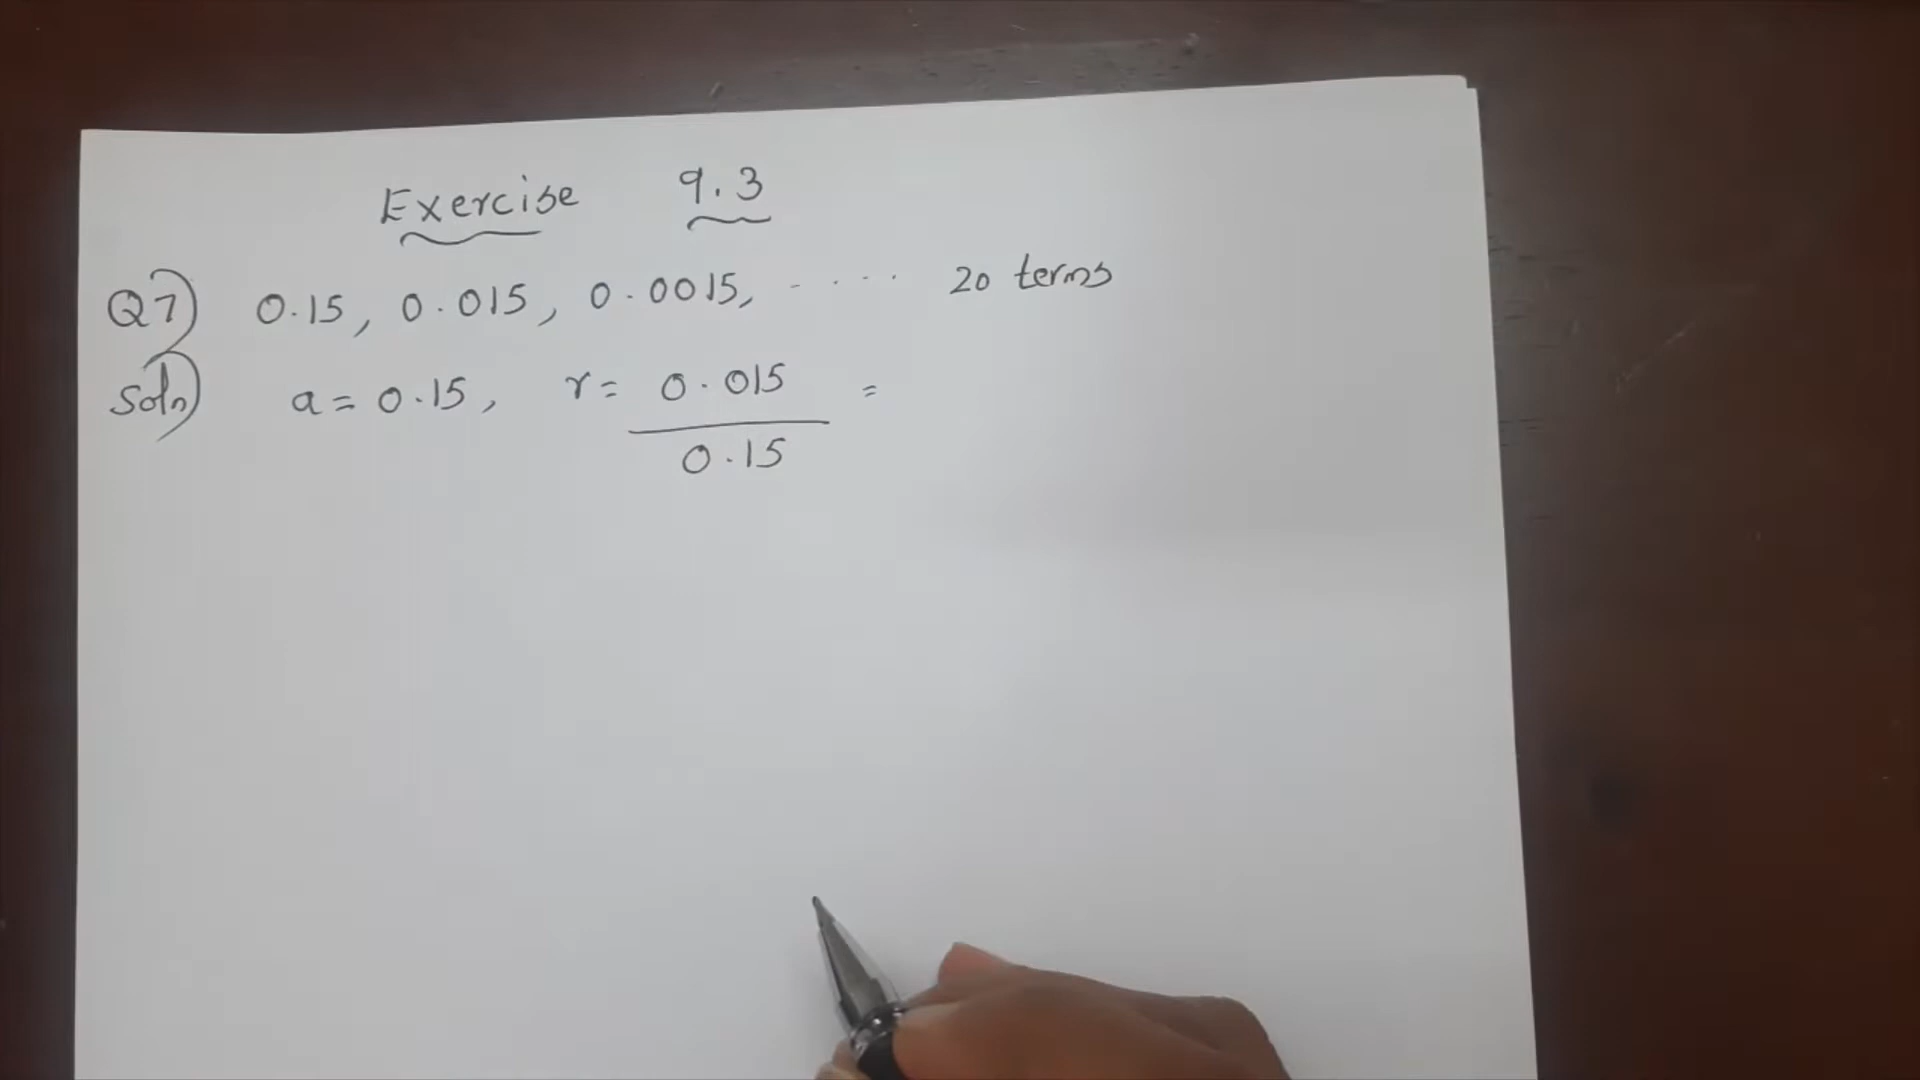 Exercise 9.3
Q7) 0.15, 0.015, 0.0015, ..... 20 terms
Soln) a = 0.15, r = 0.015 =
0.15